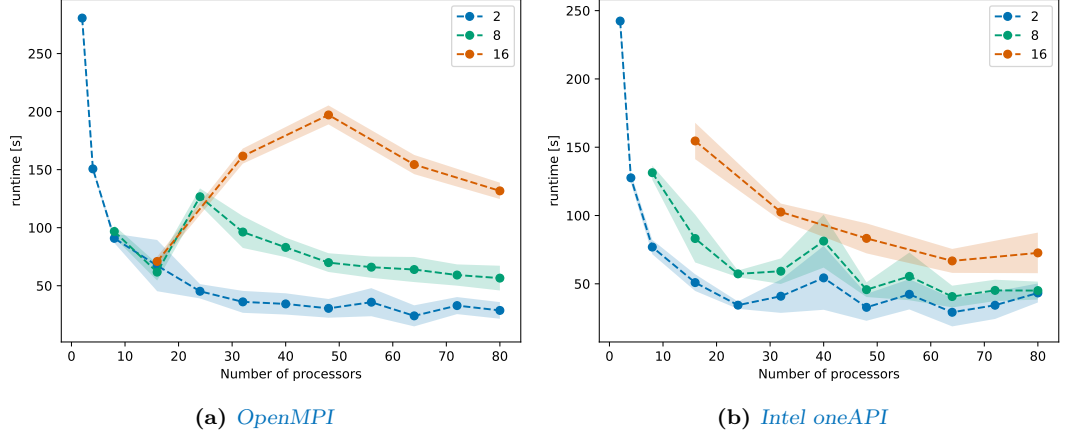 250
200
150
100
50
runtime [s]
0 10 20 30 40 50 60 70 80
Number of processors
2
8
16
(a) OpenMPI
250
200
150
100
50
runtime [s]
0 10 20 30 40 50 60 70 80
Number of processors
2
8
16
(b) Intel oneAPI